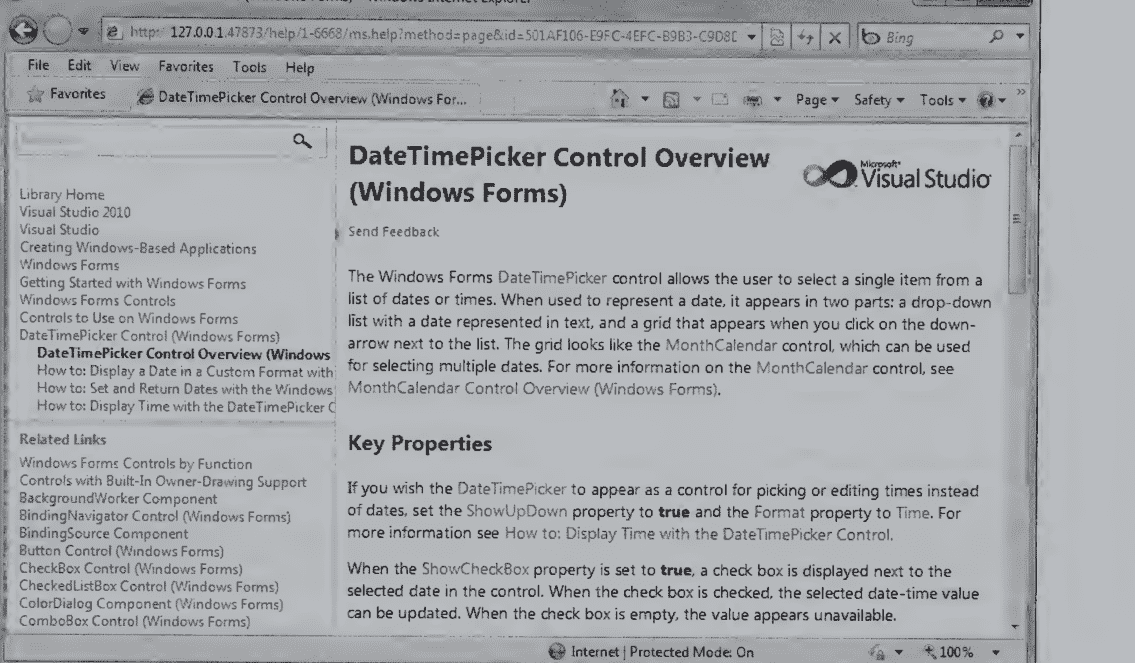 http: 127.0.0.1:47873/help/1-6668/ms.help?method=page&id=501AF106-E9FC-4EFC-B9B3-C9D8E
Bing
File Edit View Favorites Tools Help
Favorites
DateTimePicker Control Overview (Windows For...
Page Safety Tools
Library Home
Visual Studio 2010
Visual Studio
Creating Windows-Based Applications
Windows Forms
Getting Started with Windows Forms
Windows Forms Controls
Controls to Use on Windows Forms
DateTimePicker Control (Windows Forms)
DateTimePicker Control Overview (Windows
How to: Display a Date in a Custom Format with
How to: Set and Return Dates with the Windows
How to: Display Time with the DateTimePicker C
Related Links
Windows Forms Controls by Function
Controls with Built-In Owner-Drawing Support
BackgroundWorker Component
BindingNavigator Control (Windows Forms)
BindingSource Component
Button Control (Windows Forms)
CheckBox Control (Windows Forms)
CheckedListBox Control (Windows Forms)
ColorDialog Component (Windows Forms)
ComboBox Control (Windows Forms)
DateTimePicker Control Overview
(Windows Forms)
Microsoft
Visual Studio
Send Feedback
The Windows Forms DateTimePicker control allows the user to select a single item from a
list of dates or times. When used to represent a date, it appears in two parts: a drop-down
list with a date represented in text, and a grid that appears when you click on the down-
arrow next to the list. The grid looks like the MonthCalendar control, which can be used
for selecting multiple dates. For more information on the MonthCalendar control, see
MonthCalendar Control Overview (Windows Forms).
Key Properties
If you wish the DateTimePicker to appear as a control for picking or editing times instead
of dates, set the ShowUpDown property to true and the Format property to Time. For
more information see How to: Display Time with the DateTimePicker Control.
When the ShowCheckBox property is set to true, a check box is displayed next to the
selected date in the control. When the check box is checked, the selected date-time value
can be updated. When the check box is empty, the value appears unavailable.
Internet | Protected Mode: On
100%